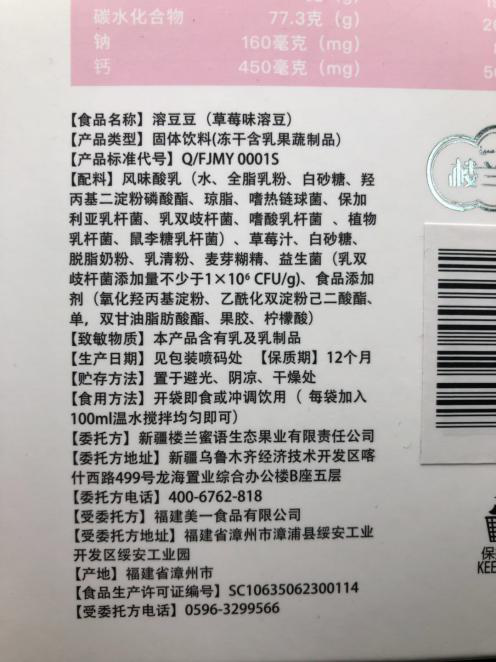 碳水化合物 77.3克 (g)
钠 160毫克 (mg)
钙 450毫克 (mg)
【食品名称】溶豆豆（草莓味溶豆）
【产品类型】固体饮料(冻干含乳果蔬制品)
【产品标准代号】Q/FJMY 0001S
【配料】风味酸乳（水、全脂乳粉、白砂糖、羟
丙基二淀粉磷酸酯、琼脂、嗜热链球菌、保加
利亚乳杆菌、乳双歧杆菌、嗜酸乳杆菌 、植物
乳杆菌、鼠李糖乳杆菌）、草莓汁、白砂糖、
脱脂奶粉、乳清粉、麦芽糊精、益生菌（乳双
歧杆菌添加量不少于1×10⁶ CFU/g)、食品添加
剂（氧化羟丙基淀粉、乙酰化双淀粉己二酸酯、
单，双甘油脂肪酸酯、果胶、柠檬酸）
【致敏物质】本产品含有乳及乳制品
【生产日期】见包装喷码处 【保质期】12个月
【贮存方法】置于避光、阴凉、干燥处
【食用方法】开袋即食或冲调饮用（ 每袋加入
100ml温水搅拌均匀即可）
【委托方】新疆楼兰蜜语生态果业有限责任公司
【委托方地址】新疆乌鲁木齐经济技术开发区喀
什西路499号龙海置业综合办公楼B座五层
【委托方电话】400-6762-818
【受委托方】福建美一食品有限公司
【受委托方地址】福建省漳州市漳浦县绥安工业
开发区绥安工业园
【产地】福建省漳州市
【食品生产许可证编号】SC10635062300114
【受委托方电话】0596-3299566
楼
保
KEE